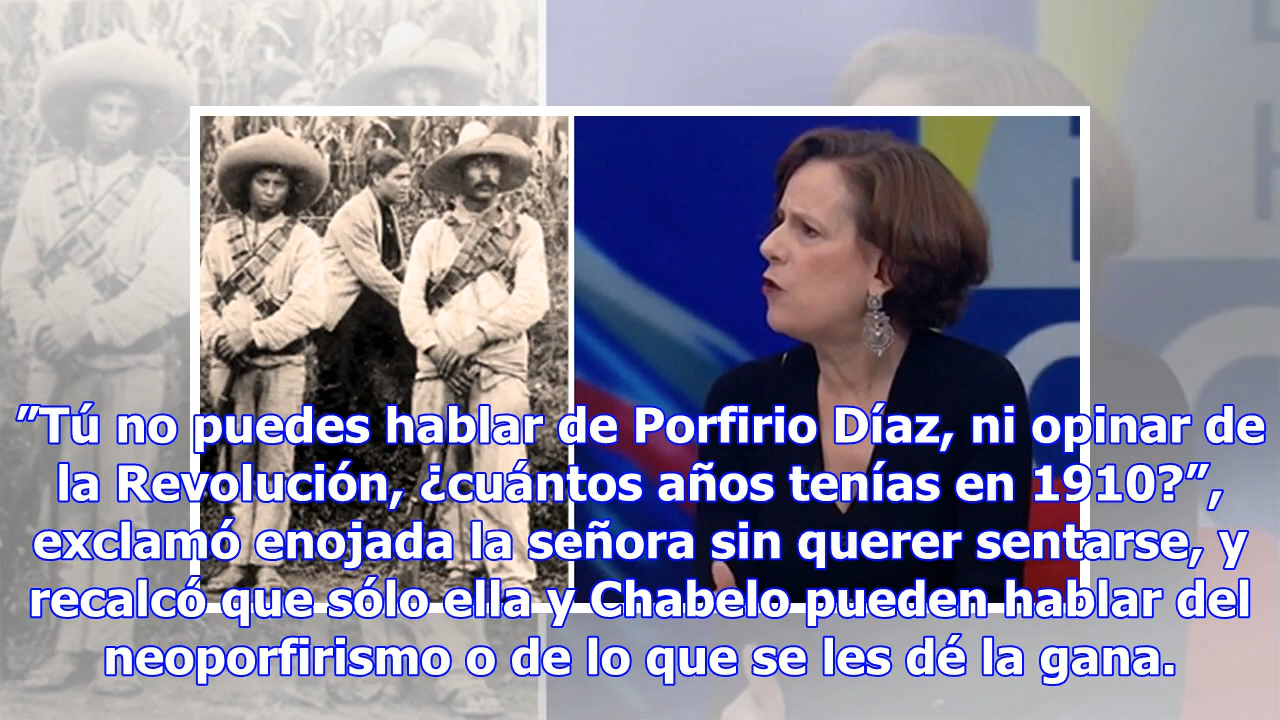 ”Tú no puedes hablar de Porfirio Díaz, ni opinar de
la Revolución, ¿cuántos años tenías en 1910?”,
exclamó enojada la señora sin querer sentarse, y
recalcó que sólo ella y Chabelo pueden hablar del
neoporfirismo o de lo que se les dé la gana.